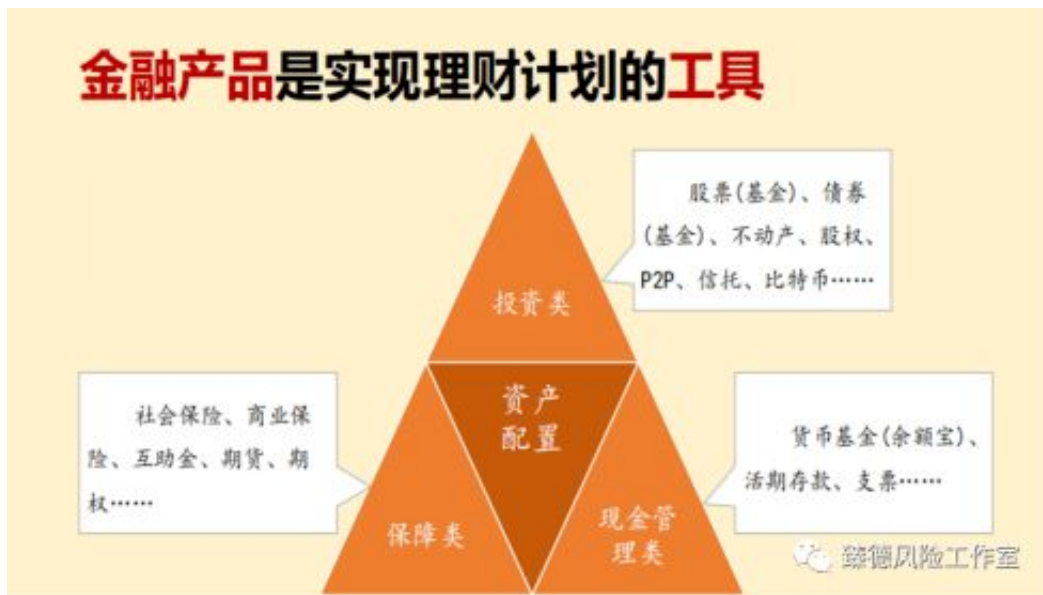 金融产品是实现理财计划的工具
股票(基金)、债券
(基金)、不动产、股权、
P2P、信托、比特币……
投资类
资产
配置
社会保险、商业保
险、互助金、期货、期
权……
货币基金(余额宝)、
活期存款、支票……
保障类
现金管
理类
臻德风险工作室